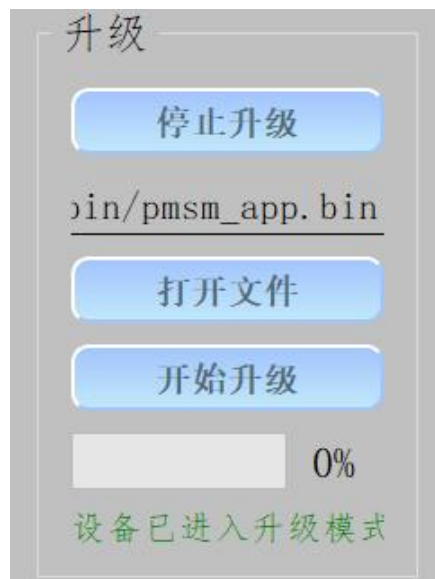 升级
停止升级
bin/pmsm_app.bin
打开文件
开始升级
0%
设备已进入升级模式